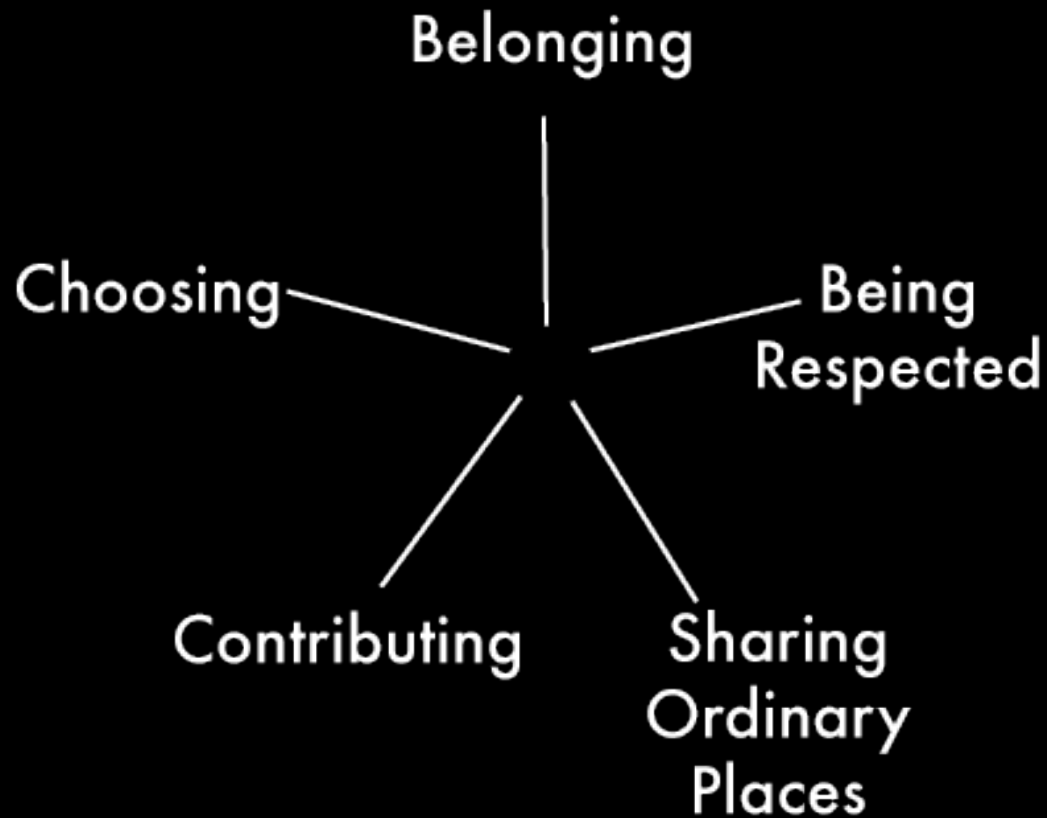 Belonging
Choosing
Being
Respected
Contributing
Sharing
Ordinary
Places